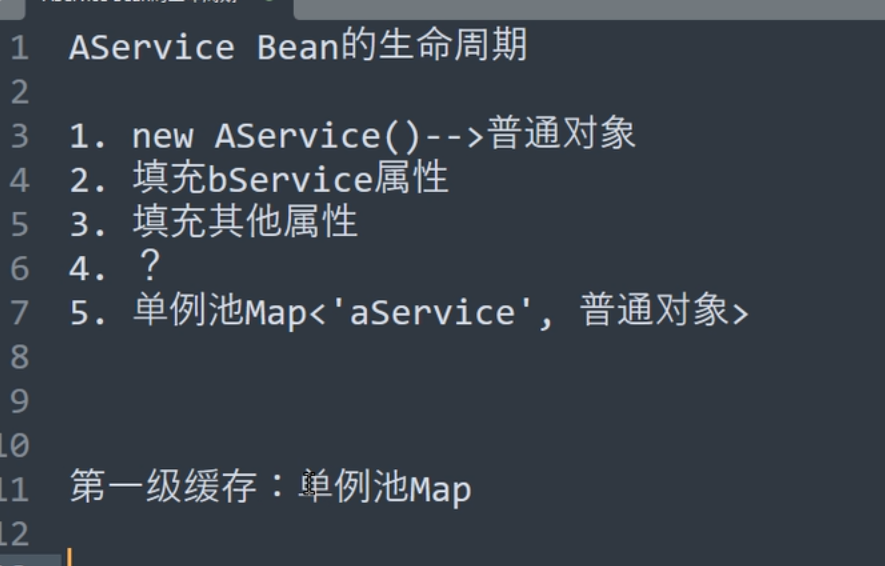 1 AService Bean的生命周期
2
3 1. new AService()-->普通对象
4 2. 填充bService属性
5 3. 填充其他属性
6 4. ？
7 5. 单例池Map<'aService', 普通对象>
8
9
10
11 第一级缓存：单例池Map
12